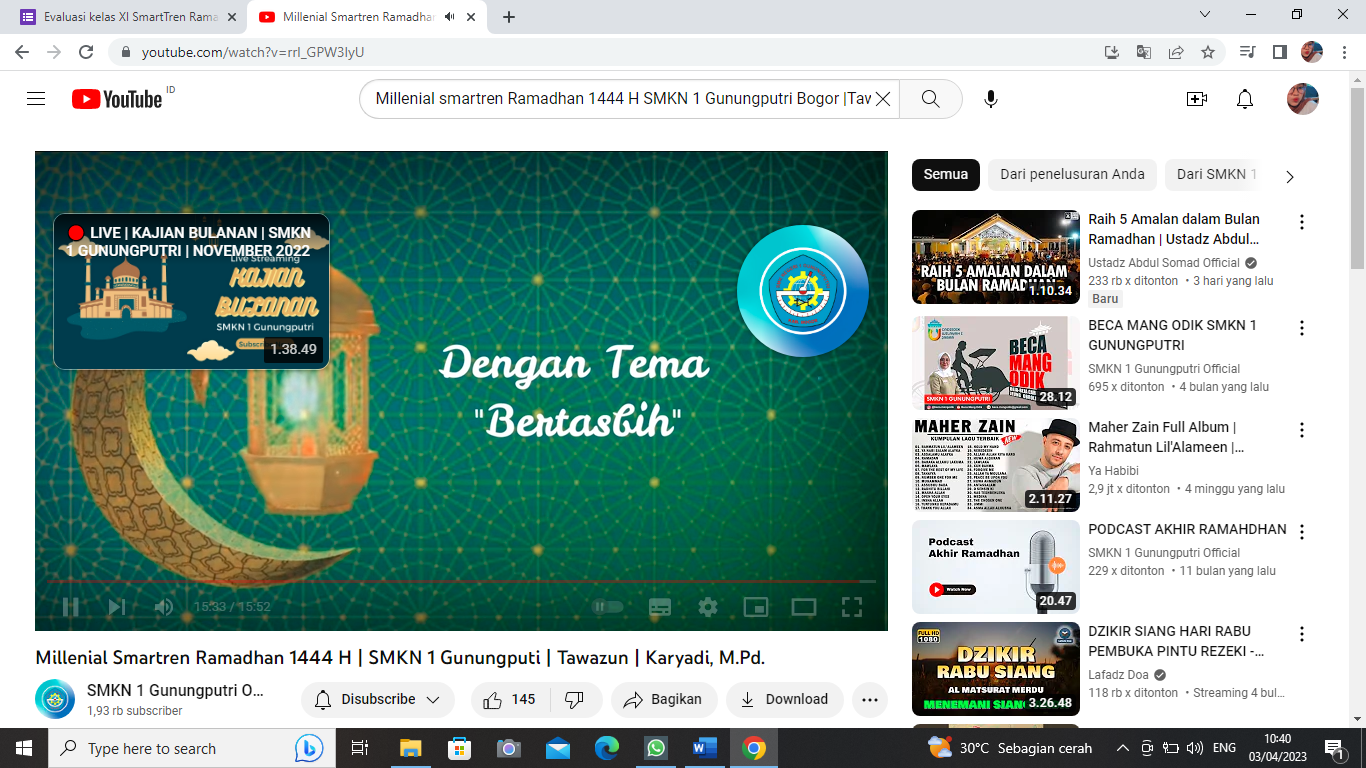 Evaluasi kelas XI SmartTren Rama
Millenial Smartren Ramadhan
youtube.com/watch?v=rrl_GPW3lyU
YouTube ID
Millenial smartren Ramadhan 1444 H SMKN 1 Gunungputri Bogor |Taw
LIVE | KAJIAN BULANAN | SMKN
1 GUNUNGPUTRI | NOVEMBER 2022
Live Streaming
KAJIAN
BULANAN
SMKN 1 Gunungputri
1.38.49
Dengan Tema
"Bertasbih"
15:33 / 15:52
Millenial Smartren Ramadhan 1444 H | SMKN 1 Gunungputi | Tawazun | Karyadi, M.Pd.
SMKN 1 Gunungputri O...
1,93 rb subscriber
Disubscribe
145
Bagikan
Download
Semua
Dari penelusuran Anda
Dari SMKN 1
RAIH 5 AMALAN DALAM
BULAN RAMADHAN
1.10.34
Raih 5 Amalan dalam Bulan
Ramadhan | Ustadz Abdul...
Ustadz Abdul Somad Official
233 rb x ditonton • 3 hari yang lalu
Baru
BECA
MANG
ODIK
SMKN 1 GUNUNGPUTRI
28.12
BECA MANG ODIK SMKN 1
GUNUNGPUTRI
SMKN 1 Gunungputri Official
695 x ditonton • 4 bulan yang lalu
MAHER ZAIN
KUMPULAN LAGU TERBAIK
2.11.27
Maher Zain Full Album |
Rahmatun Lil'Alameen |...
Ya Habibi
2,9 jt x ditonton • 4 minggu yang lalu
Podcast
Akhir Ramadhan
Watch Now
20.47
PODCAST AKHIR RAMAHDHAN
SMKN 1 Gunungputri Official
229 x ditonton • 11 bulan yang lalu
FULL HD
1080
DZIKIR
RABU SIANG
AL MATSURAT MERDU
MENEMANI SIANG
3.26.48
DZIKIR SIANG HARI RABU
PEMBUKA PINTU REZEKI -...
Lafadz Doa
118 rb x ditonton • Streaming 4 bul...
Type here to search
30°C Sebagian cerah
ENG
10:40
03/04/2023
1